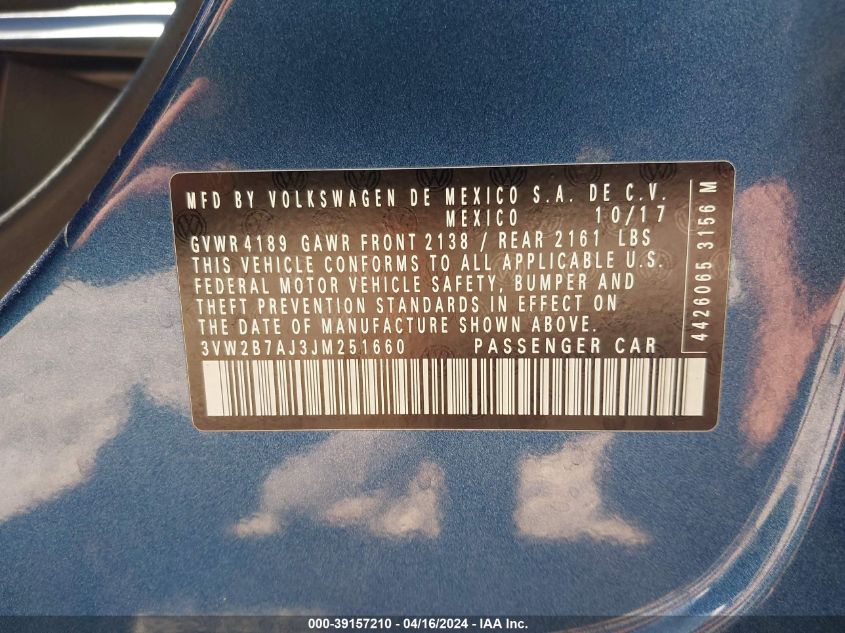 MFD BY VOLKSWAGEN DE MEXICO S.A. DE C.V.
MEXICO 10/17
GVWR 4189 GAWR FRONT 2138 / REAR 2161 LBS
THIS VEHICLE CONFORMS TO ALL APPLICABLE U.S.
FEDERAL MOTOR VEHICLE SAFETY, BUMPER AND
THEFT PREVENTION STANDARDS IN EFFECT ON
THE DATE OF MANUFACTURE SHOWN ABOVE.
3VW2B7AJ3JM251660 PASSENGER CAR
4426065 3156 M
000-39157210 - 04/16/2024 - IAA Inc.